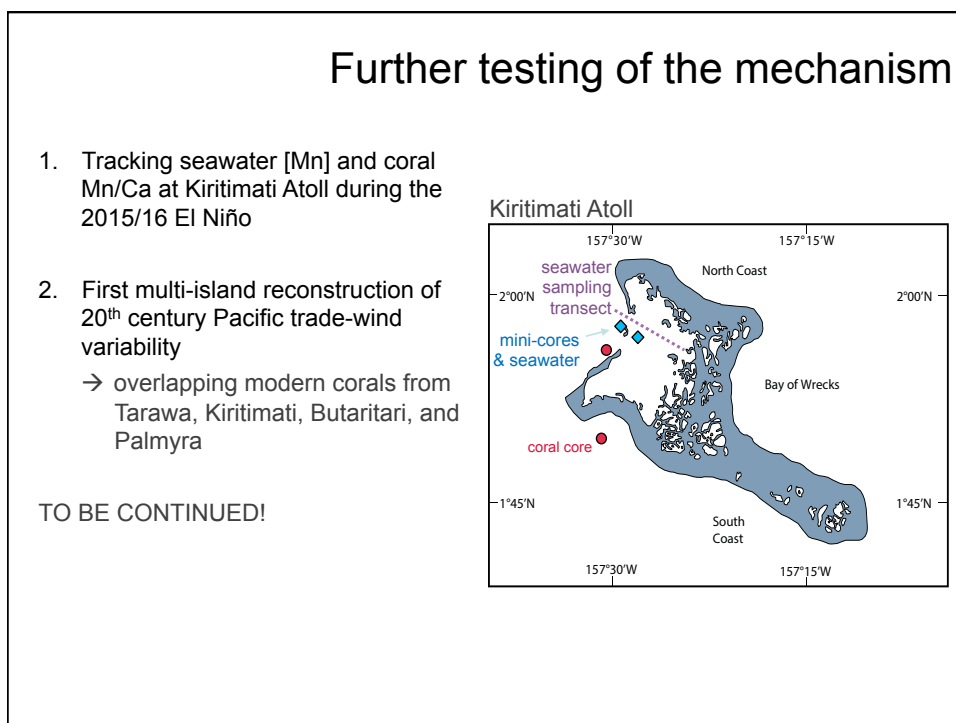 Further testing of the mechanism
1. Tracking seawater [Mn] and coral
Mn/Ca at Kiritimati Atoll during the
2015/16 El Niño
2. First multi-island reconstruction of
20th century Pacific trade-wind
variability
→ overlapping modern corals from
Tarawa, Kiritimati, Butaritari, and
Palmyra
TO BE CONTINUED!
Kiritimati Atoll
157°30'W 157°15'W
seawater
sampling
transect
North Coast
2°00'N 2°00'N
mini-cores
& seawater
Bay of Wrecks
coral core
1°45'N 1°45'N
South
Coast
157°30'W 157°15'W